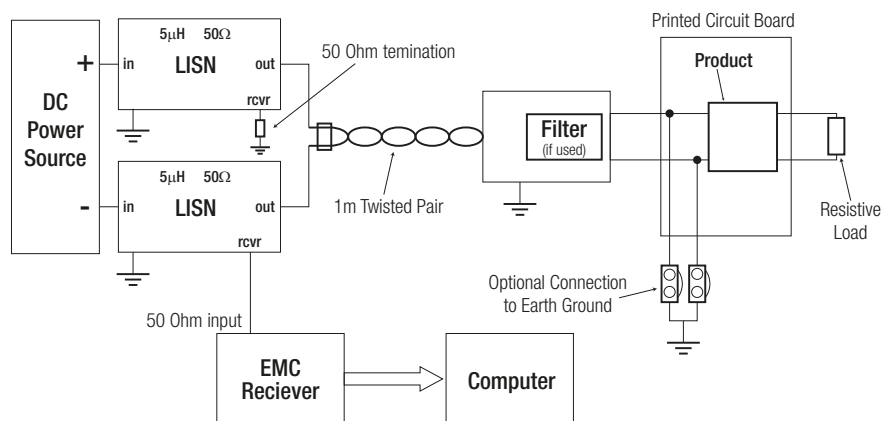 Printed Circuit Board
5μH 50Ω
LISN
in
out
rcvr
50 Ohm temination
+
DC
Power
Source
-
5μH 50Ω
LISN
in
out
rcvr
1m Twisted Pair
Filter
(if used)
Product
Resistive
Load
Optional Connection
to Earth Ground
50 Ohm input
EMC
Reciever
Computer